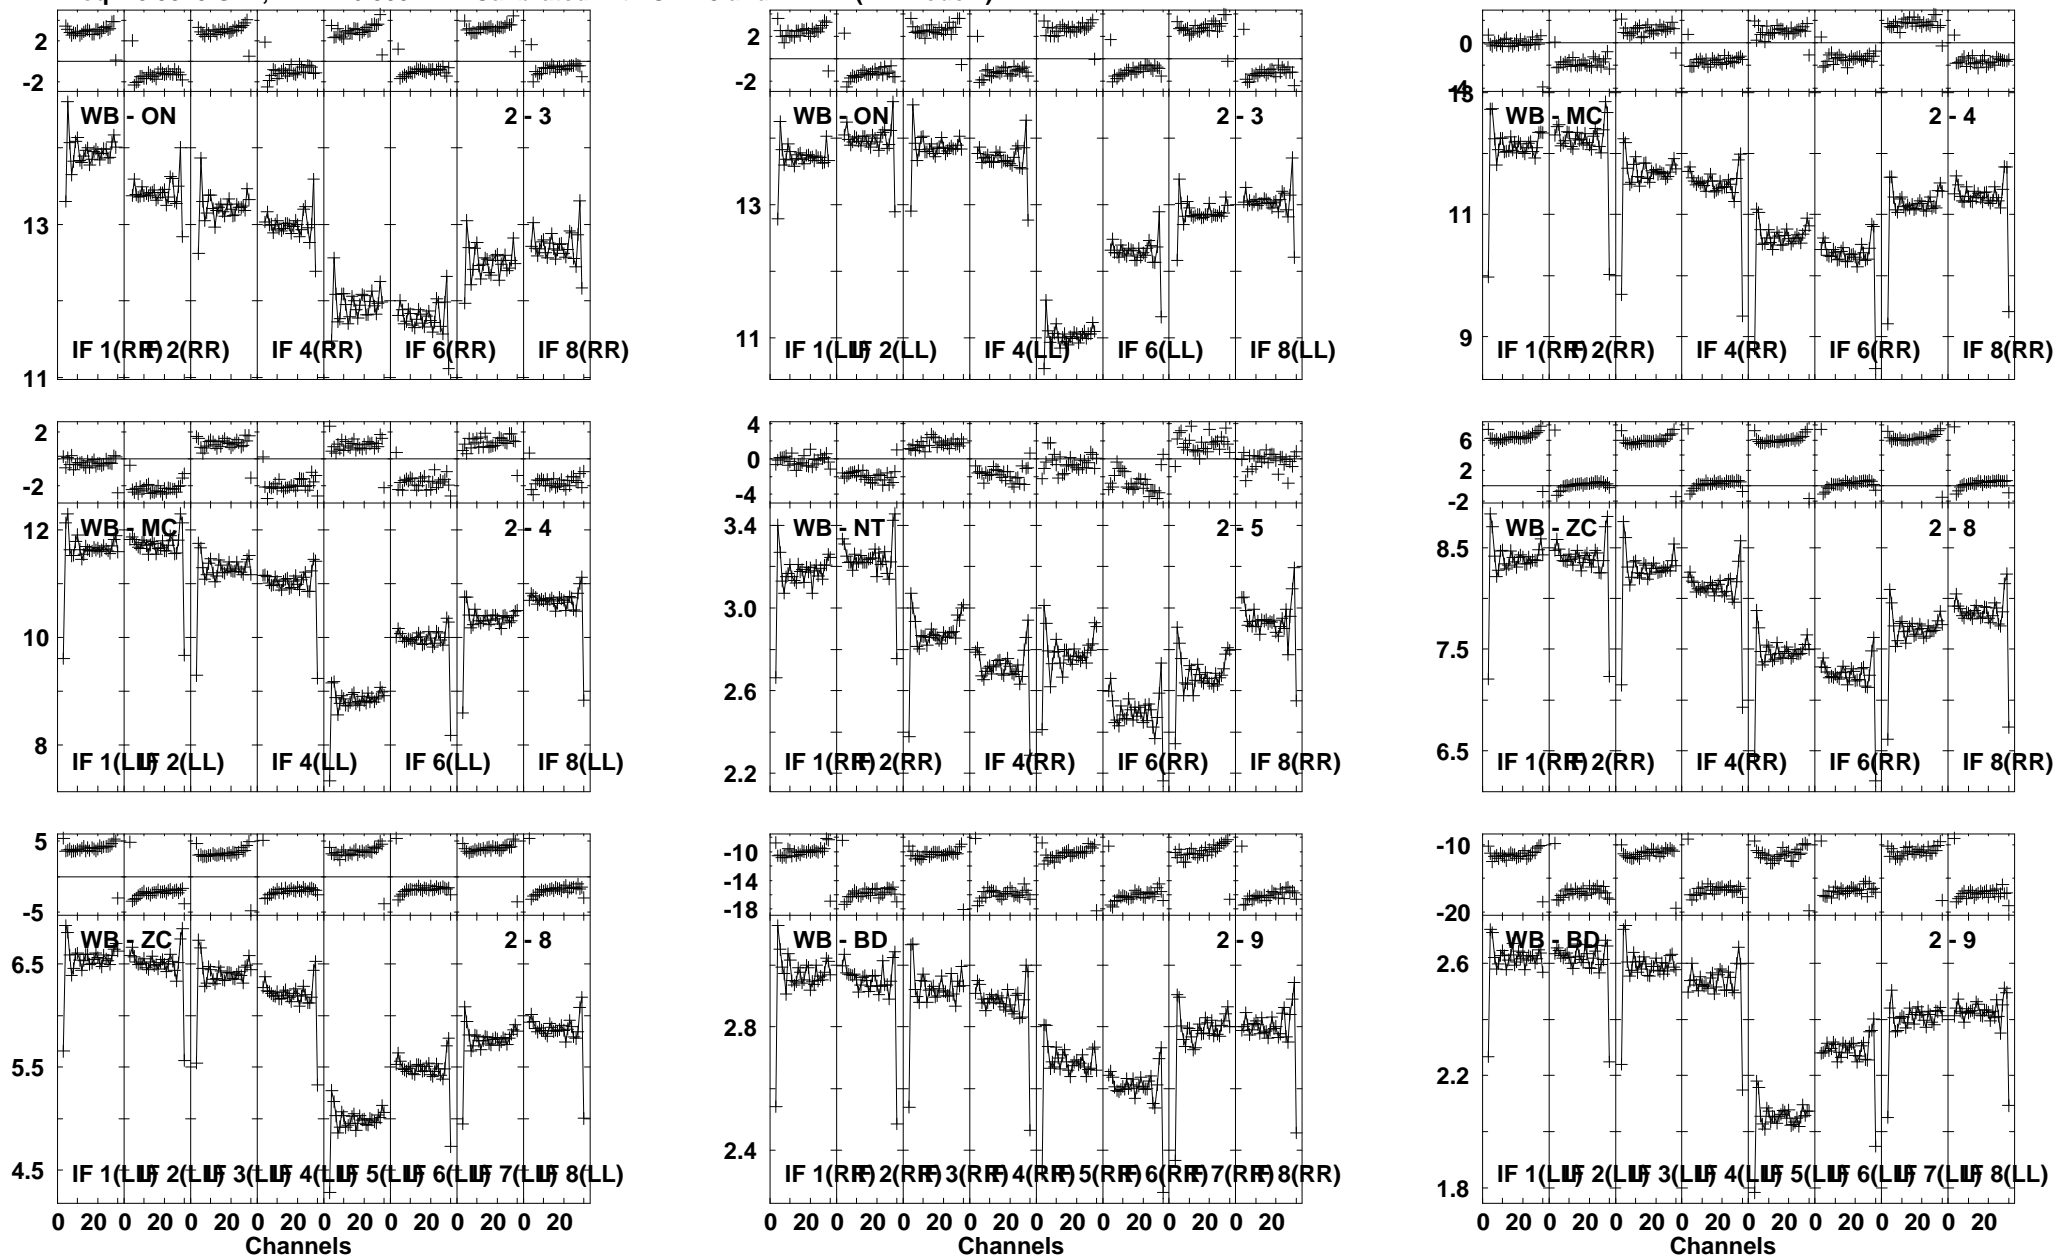 2
-2
WB - ON 2 - 3
13
IF 1(RR) IF 2(RR) IF 4(RR) IF 6(RR) IF 8(RR)
11
2
-2
WB - ON 2 - 3
13
11
IF 1(LL) IF 2(LL) IF 4(LL) IF 6(LL) IF 8(LL)
0
-4
13
WB - MC 2 - 4
11
9
IF 1(RR) IF 2(RR) IF 4(RR) IF 6(RR) IF 8(RR)
2
-2
12
WB - MC 2 - 4
10
8
IF 1(LL) IF 2(LL) IF 4(LL) IF 6(LL) IF 8(LL)
4
0
-4
3.4
WB - NT 2 - 5
3.0
2.6
2.2
IF 1(RR) IF 2(RR) IF 4(RR) IF 6(RR) IF 8(RR)
6
2
-2
WB - ZC 2 - 8
8.5
7.5
6.5
IF 1(RR) IF 2(RR) IF 4(RR) IF 6(RR) IF 8(RR)
5
-5
WB - ZC 2 - 8
6.5
5.5
4.5
IF 1(LL) IF 2(LL) IF 3(LL) IF 4(LL) IF 5(LL) IF 6(LL) IF 7(LL) IF 8(LL)
0 20 0 20 0 20 0 20 0 20 0 20 0 20 0 20
Channels
-10
-14
-18
WB - BD 2 - 9
2.8
2.4
IF 1(RR) IF 2(RR) IF 3(RR) IF 4(RR) IF 5(RR) IF 6(RR) IF 7(RR) IF 8(RR)
0 20 0 20 0 20 0 20 0 20 0 20 0 20 0 20
Channels
-10
-20
WB - BD 2 - 9
2.6
2.2
1.8
IF 1(LL) IF 2(LL) IF 3(LL) IF 4(LL) IF 5(LL) IF 6(LL) IF 7(LL) IF 8(LL)
0 20 0 20 0 20 0 20 0 20 0 20 0 20 0 20
Channels